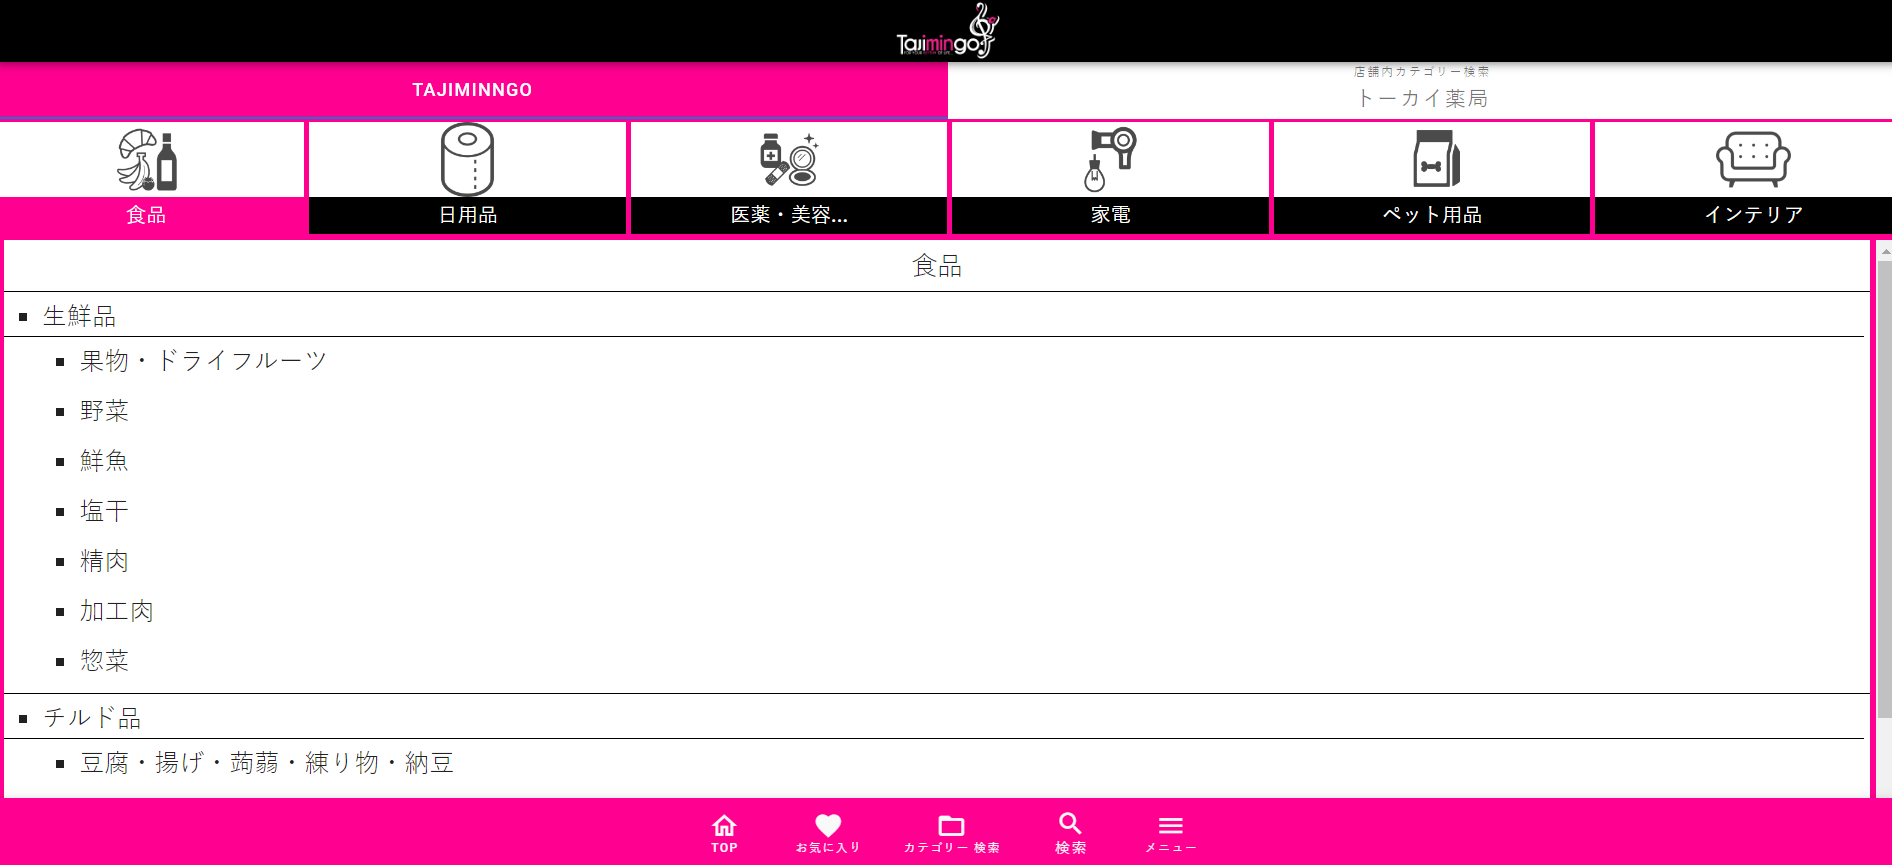 Tajimingo
TAJIMINNGO
店舗内カテゴリー検索
トーカイ薬局
食品
日用品
医薬・美容...
家電
ペット用品
インテリア
食品
生鮮品
果物・ドライフルーツ
野菜
鮮魚
塩干
精肉
加工肉
惣菜
チルド品
豆腐・揚げ・蒟蒻・練り物・納豆
TOP
お気に入り
カテゴリー 検索
検索
メニュー